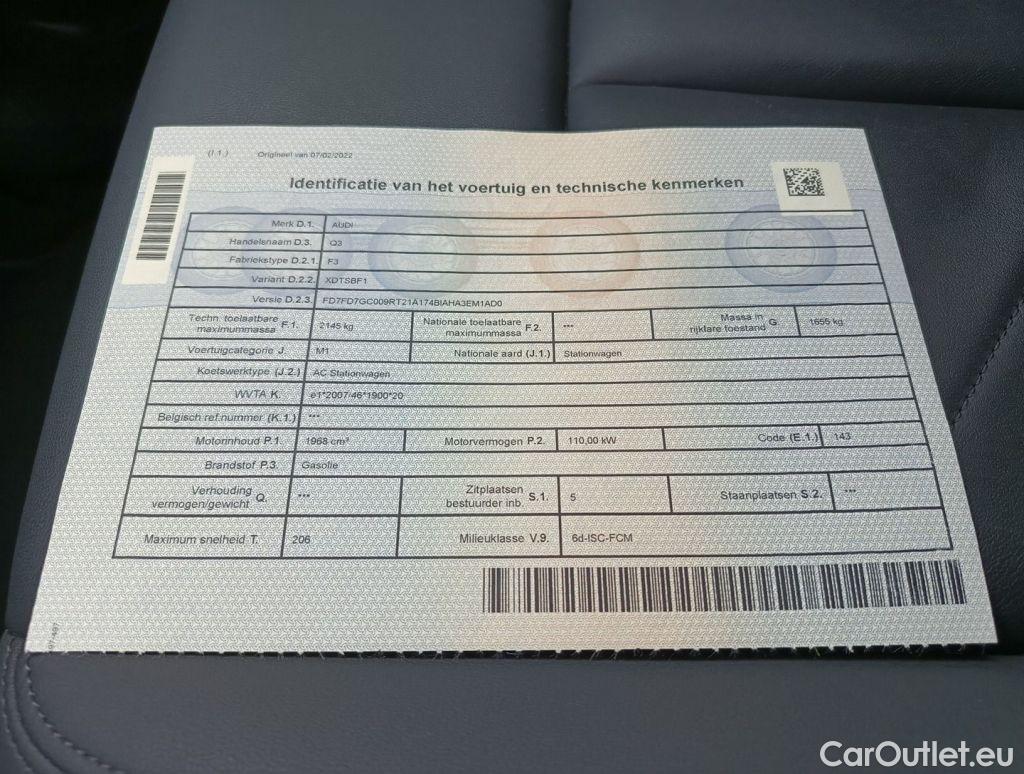 (I.1.) Origineel van 07/02/2022
Identificatie van het voertuig en technische kenmerken
Merk D.1. AUDI
Handelsnaam D.3. Q3
Fabriekstype D.2.1. F3
Variant D.2.2. XDTSBF1
Versie D.2.3. FD7FD7GC009RT21A174BIAHA3EM1AD0
Techn. toelaatbare maximummassa F.1. 2145 kg Nationale toelaatbare maximummassa F.2. --- Massa in rijklare toestand G. 1655 kg
Voertuigcategorie J. M1 Nationale aard (J.1.) Stationwagen
Koetswerktype (J.2.) AC Stationwagen
WVTA K. e1*2007/46*1900*20
Belgisch ref.nummer (K.1.) ---
Motorinhoud P.1. 1968 cm³ Motorvermogen P.2. 110,00 kW Code (E.1.) 143
Brandstof P.3. Gasolie
Verhouding vermogen/gewicht Q. --- Zitplaatsen bestuurder inb. S.1. 5 Staanplaatsen S.2. ---
Maximum snelheid T. 206 Milieuklasse V.9. 6d-ISC-FCM
CarOutlet.eu